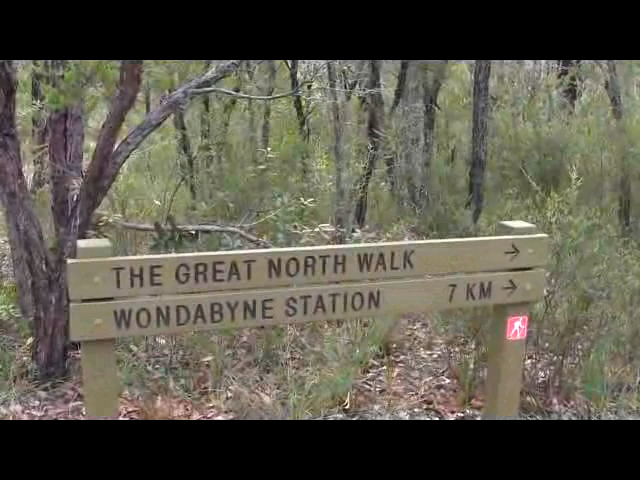 THE GREAT NORTH WALK →
WONDABYNE STATION 7 KM →